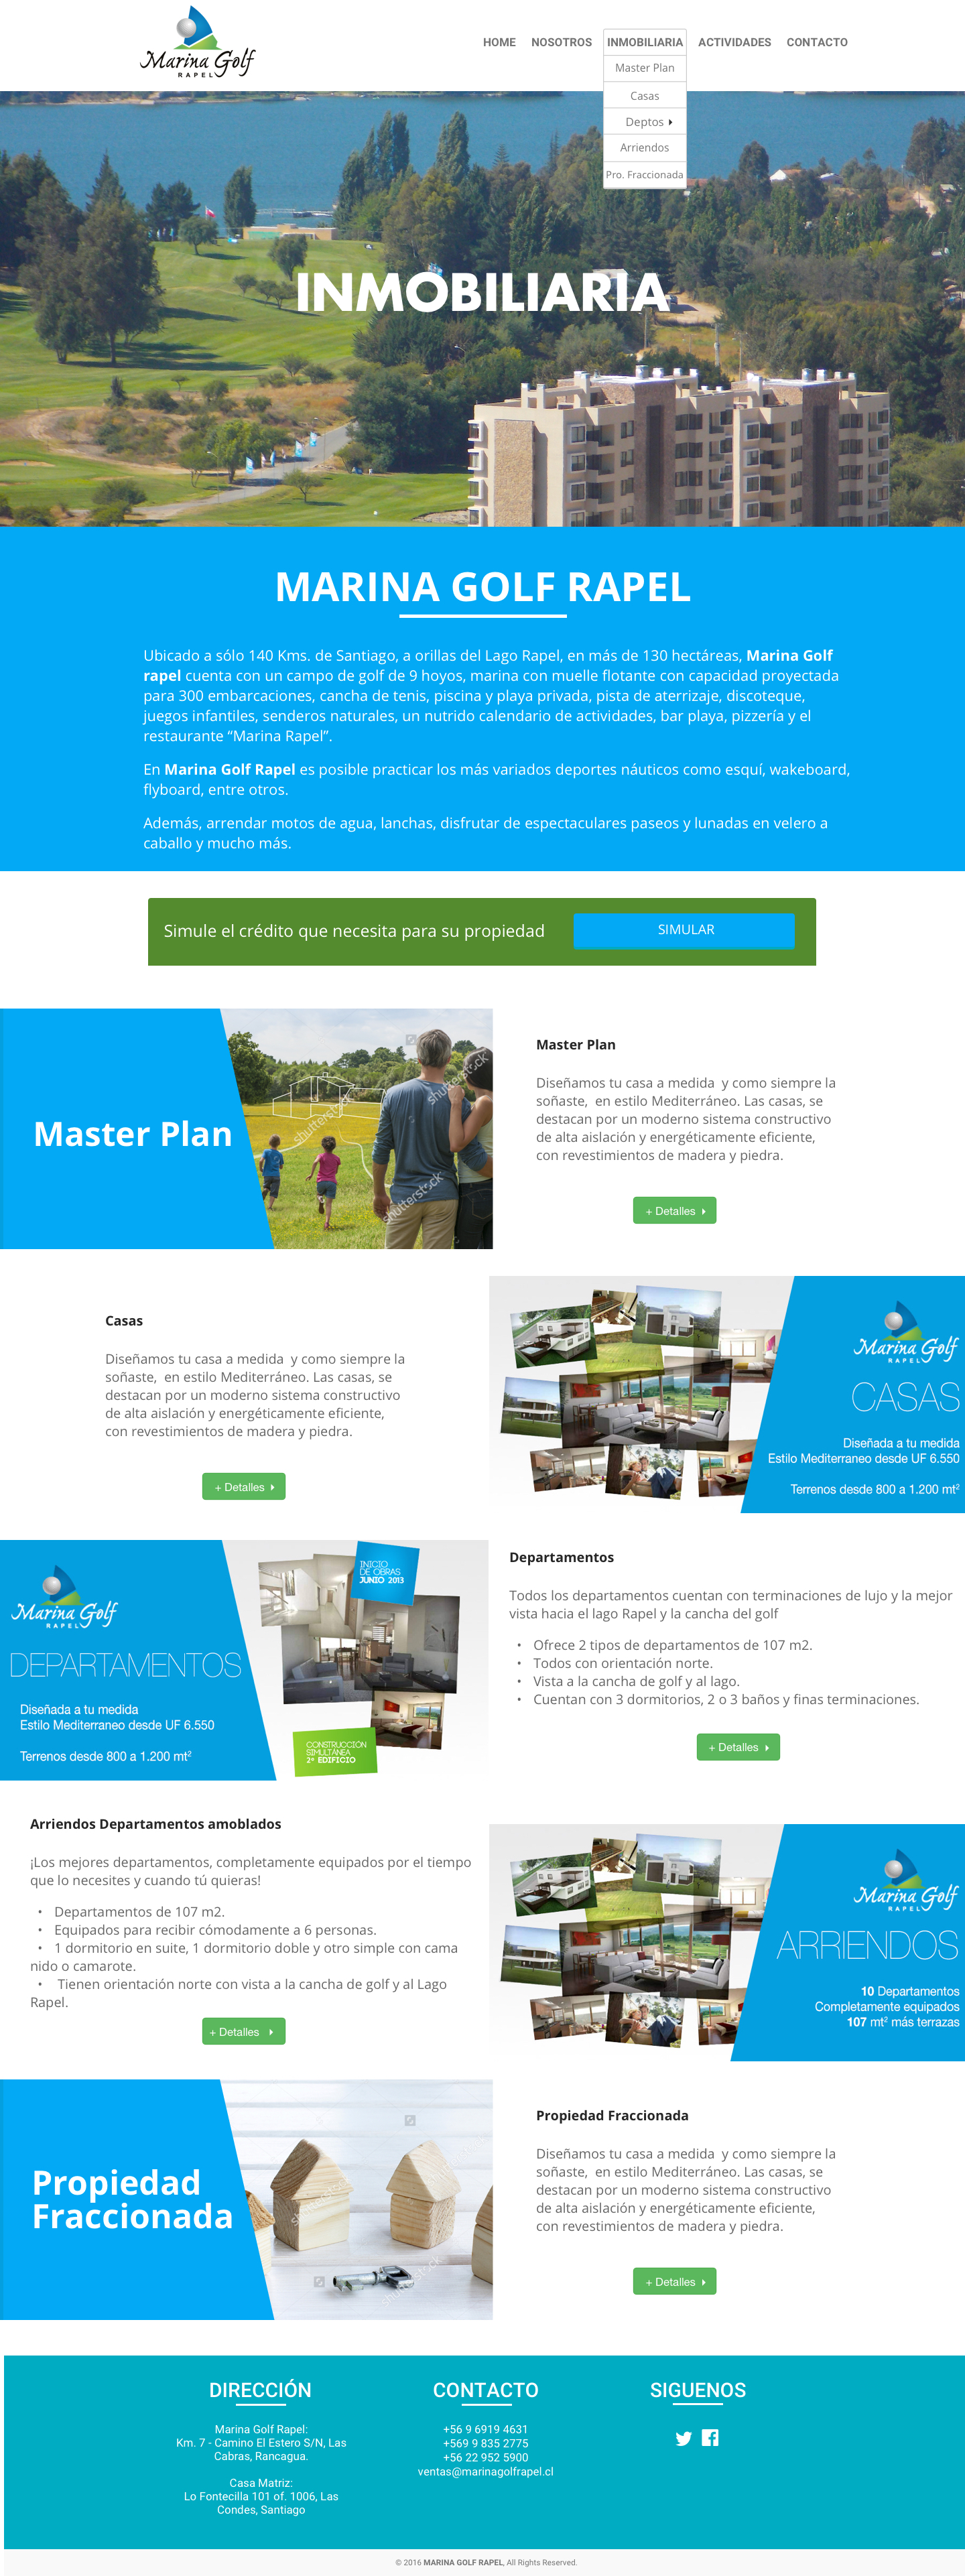 Marina Golf
RAPEL
HOME NOSOTROS INMOBILIARIA ACTIVIDADES CONTACTO
Master Plan
Casas
Deptos
Arriendos
Pro. Fraccionada
INMOBILIARIA
MARINA GOLF RAPEL
Ubicado a sólo 140 Kms. de Santiago, a orillas del Lago Rapel, en más de 130 hectáreas, Marina Golf
rapel cuenta con un campo de golf de 9 hoyos, marina con muelle flotante con capacidad proyectada
para 300 embarcaciones, cancha de tenis, piscina y playa privada, pista de aterrizaje, discoteque,
juegos infantiles, senderos naturales, un nutrido calendario de actividades, bar playa, pizzería y el
restaurante “Marina Rapel”.
En Marina Golf Rapel es posible practicar los más variados deportes náuticos como esquí, wakeboard,
flyboard, entre otros.
Además, arrendar motos de agua, lanchas, disfrutar de espectaculares paseos y lunadas en velero a
caballo y mucho más.
Simule el crédito que necesita para su propiedad
SIMULAR
Master Plan
shutterstock
shutterstock
shutterstock
Master Plan
Diseñamos tu casa a medida y como siempre la
soñaste, en estilo Mediterráneo. Las casas, se
destacan por un moderno sistema constructivo
de alta aislación y energéticamente eficiente,
con revestimientos de madera y piedra.
+ Detalles
Casas
Diseñamos tu casa a medida y como siempre la
soñaste, en estilo Mediterráneo. Las casas, se
destacan por un moderno sistema constructivo
de alta aislación y energéticamente eficiente,
con revestimientos de madera y piedra.
+ Detalles
Marina Golf
RAPEL
CASAS
Diseñada a tu medida
Estilo Mediterraneo desde UF 6.550
Terrenos desde 800 a 1.200 mt²
Marina Golf
RAPEL
DEPARTAMENTOS
Diseñada a tu medida
Estilo Mediterraneo desde UF 6.550
Terrenos desde 800 a 1.200 mt²
INICIO
DE OBRAS
JUNIO 2013
CONSTRUCCIÓN
SIMULTÁNEA
2º EDIFICIO
Departamentos
Todos los departamentos cuentan con terminaciones de lujo y la mejor
vista hacia el lago Rapel y la cancha del golf
• Ofrece 2 tipos de departamentos de 107 m2.
• Todos con orientación norte.
• Vista a la cancha de golf y al lago.
• Cuentan con 3 dormitorios, 2 o 3 baños y finas terminaciones.
+ Detalles
Arriendos Departamentos amoblados
¡Los mejores departamentos, completamente equipados por el tiempo
que lo necesites y cuando tú quieras!
• Departamentos de 107 m2.
• Equipados para recibir cómodamente a 6 personas.
• 1 dormitorio en suite, 1 dormitorio doble y otro simple con cama
nido o camarote.
• Tienen orientación norte con vista a la cancha de golf y al Lago
Rapel.
+ Detalles
Marina Golf
RAPEL
ARRIENDOS
10 Departamentos
Completamente equipados
107 mt² más terrazas
Propiedad
Fraccionada
Propiedad Fraccionada
Diseñamos tu casa a medida y como siempre la
soñaste, en estilo Mediterráneo. Las casas, se
destacan por un moderno sistema constructivo
de alta aislación y energéticamente eficiente,
con revestimientos de madera y piedra.
+ Detalles
DIRECCIÓN
Marina Golf Rapel:
Km. 7 - Camino El Estero S/N, Las
Cabras, Rancagua.
Casa Matriz:
Lo Fontecilla 101 of. 1006, Las
Condes, Santiago
CONTACTO
+56 9 6919 4631
+569 9 835 2775
+56 22 952 5900
ventas@marinagolfrapel.cl
SIGUENOS
© 2016 MARINA GOLF RAPEL, All Rights Reserved.